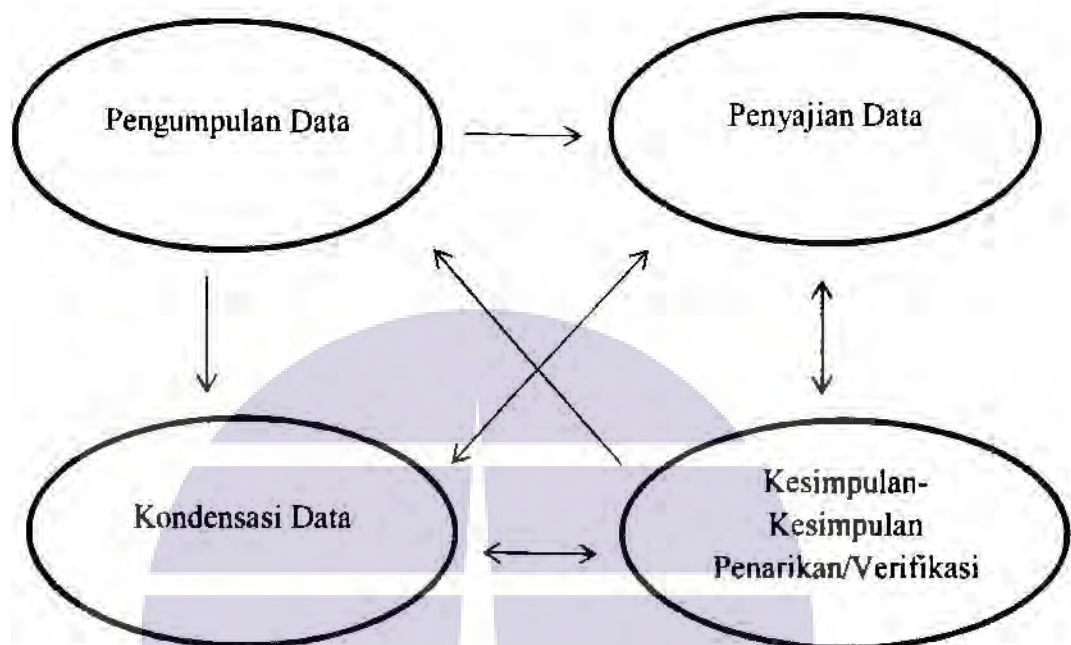 Pengumpulan Data
Penyajian Data
Kondensasi Data
Kesimpulan-
Kesimpulan
Penarikan/Verifikasi